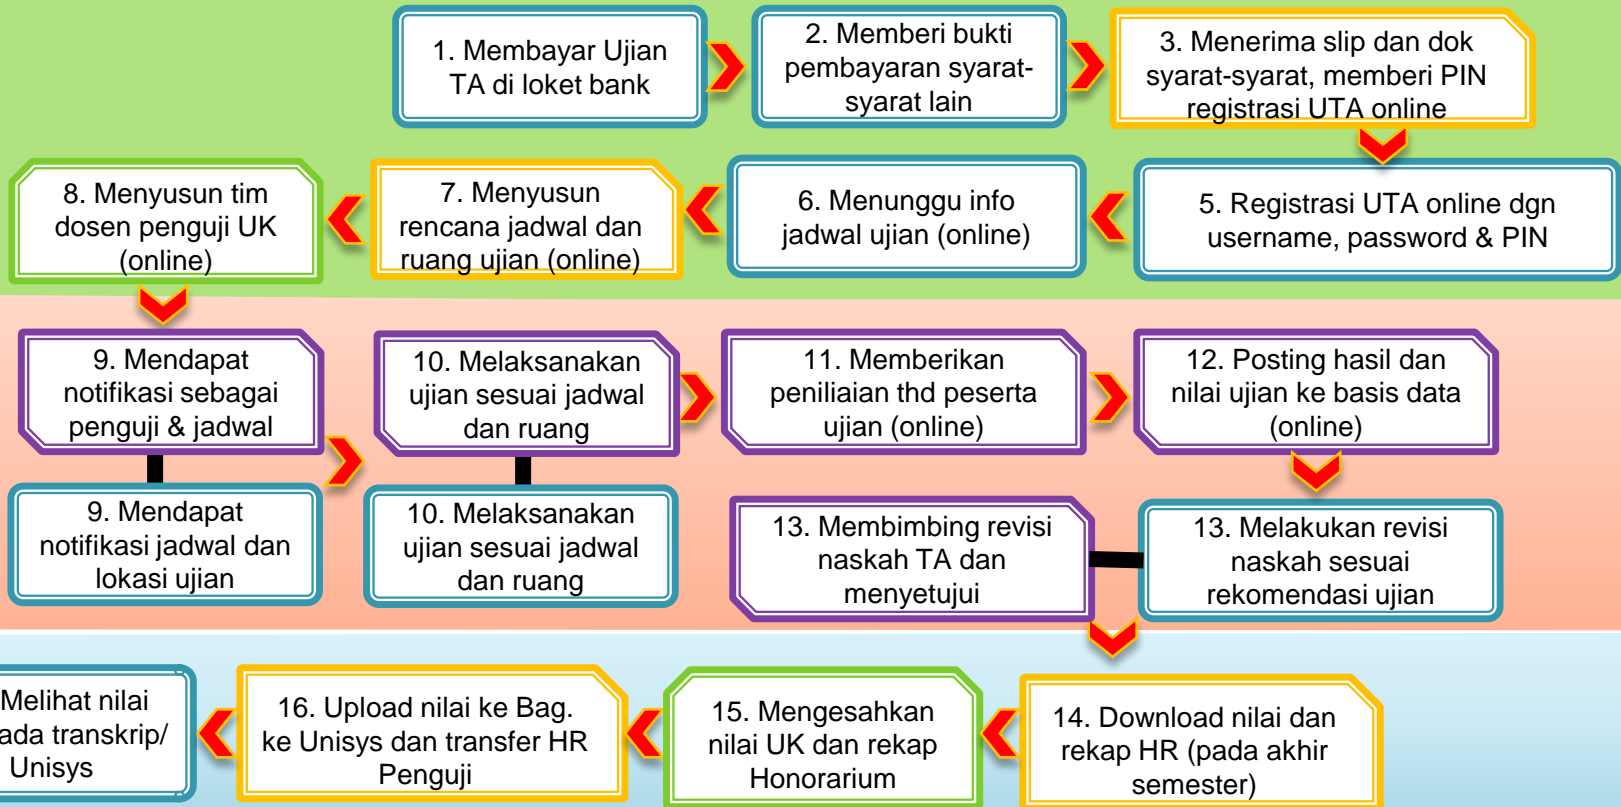 1. Membayar Ujian
TA di loket bank
2. Memberi bukti
pembayaran syarat-
syarat lain
3. Menerima slip dan dok
syarat-syarat, memberi PIN
registrasi UTA online
8. Menyusun tim
dosen penguji UK
(online)
7. Menyusun
rencana jadwal dan
ruang ujian (online)
6. Menunggu info
jadwal ujian (online)
5. Registrasi UTA online dgn
username, password & PIN
9. Mendapat
notifikasi sebagai
penguji & jadwal
10. Melaksanakan
ujian sesuai jadwal
dan ruang
11. Memberikan
peniliaian thd peserta
ujian (online)
12. Posting hasil dan
nilai ujian ke basis data
(online)
9. Mendapat
notifikasi jadwal dan
lokasi ujian
10. Melaksanakan
ujian sesuai jadwal
dan ruang
13. Membimbing revisi
naskah TA dan
menyetujui
13. Melakukan revisi
naskah sesuai
rekomendasi ujian
Melihat nilai
ada transkrip/
Unisys
16. Upload nilai ke Bag.
ke Unisys dan transfer HR
Penguji
15. Mengesahkan
nilai UK dan rekap
Honorarium
14. Download nilai dan
rekap HR (pada akhir
semester)